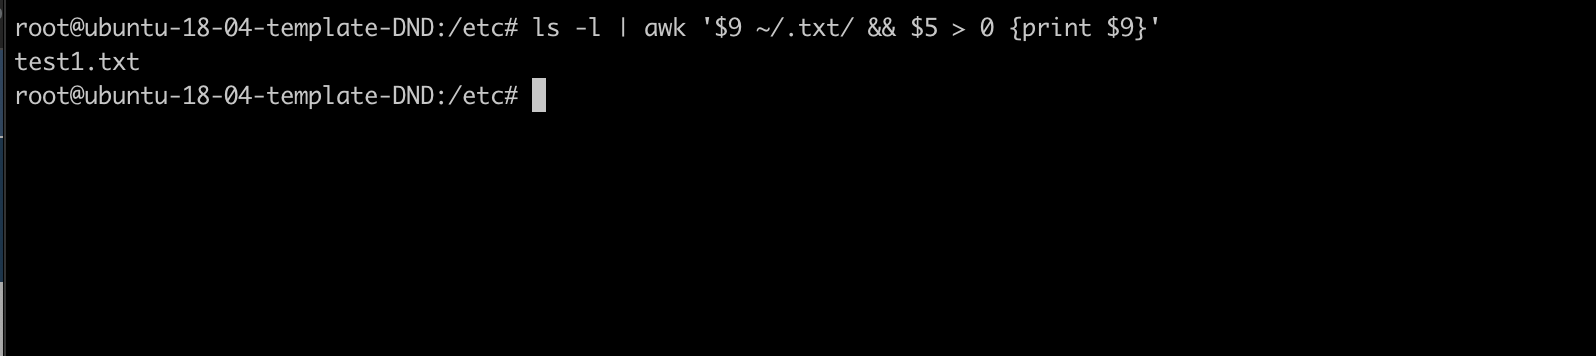 root@ubuntu-18-04-template-DND:/etc# ls -l | awk '$9 ~/.txt/ && $5 > 0 {print $9}'
test1.txt
root@ubuntu-18-04-template-DND:/etc#